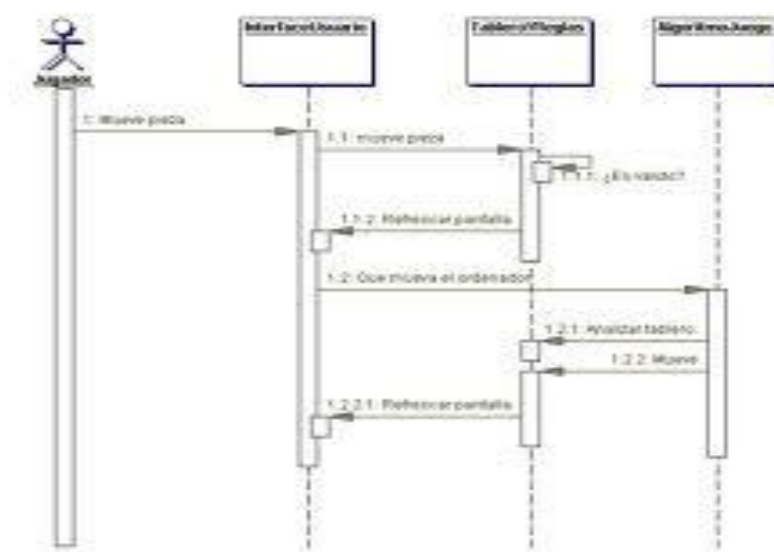 InterfaceUsuario
TableroYReglas
AlgoritmoJuego
Jugador
1: Mueve pieza
1.1: mueve pieza
1.1.1: ¿Es valido?
1.1.2: Refrescar pantalla
1.2: Que mueva el ordenador
1.2.1: Analizar tablero
1.2.2: Mueve
1.2.2.1: Refrescar pantalla